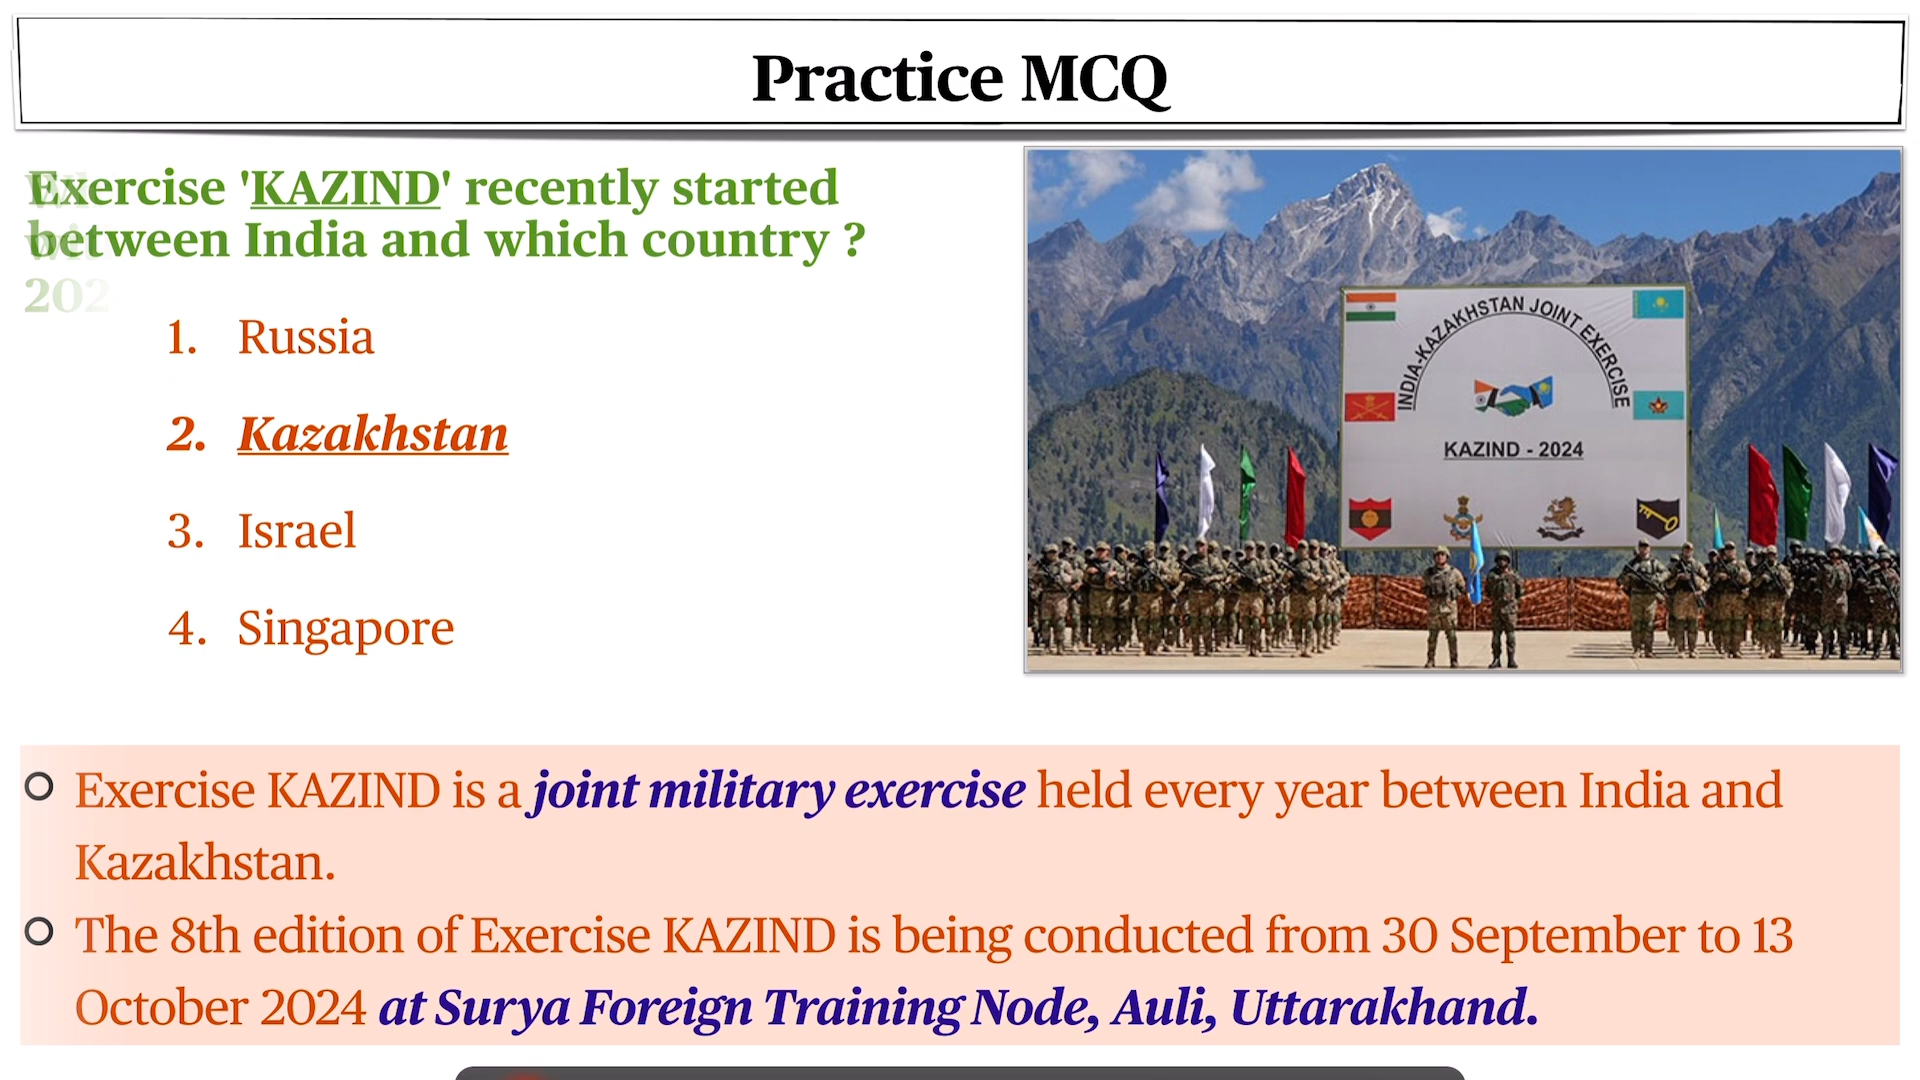 Practice MCQ
Exercise 'KAZIND' recently started
between India and which country ?
202
1. Russia
2. Kazakhstan
3. Israel
4. Singapore
INDIA-KAZAKHSTAN JOINT EXERCISE
KAZIND - 2024
Exercise KAZIND is a joint military exercise held every year between India and
Kazakhstan.
The 8th edition of Exercise KAZIND is being conducted from 30 September to 13
October 2024 at Surya Foreign Training Node, Auli, Uttarakhand.